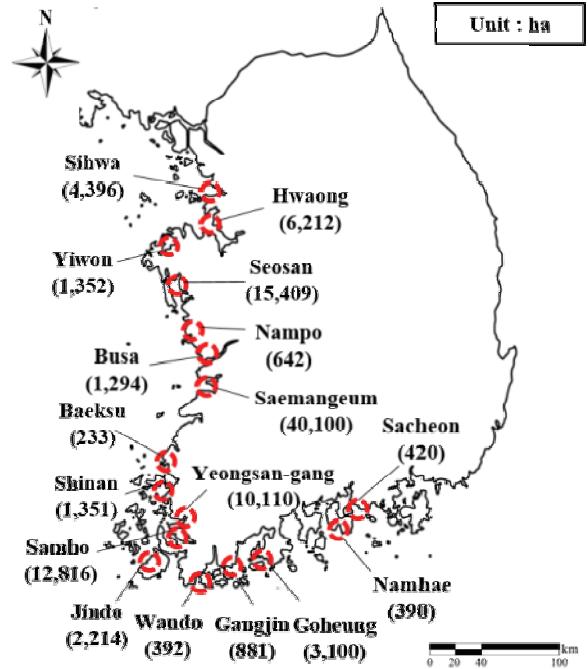 Unit : ha
N
Sihwa
(4,396)
Hwaong
(6,212)
Yiwon
(1,352)
Seosan
(15,409)
Nampo
(642)
Busa
(1,294)
Saemangeum
(40,100)
Baeksu
(233)
Sacheon
(420)
Yeongsan-gang
(10,110)
Shinan
(1,351)
Sambo
(12,816)
Namhae
(390)
Jindo
(2,214)
Wando
(392)
Gangjin
(881)
Goheung
(3,100)
km
0 20 40 100